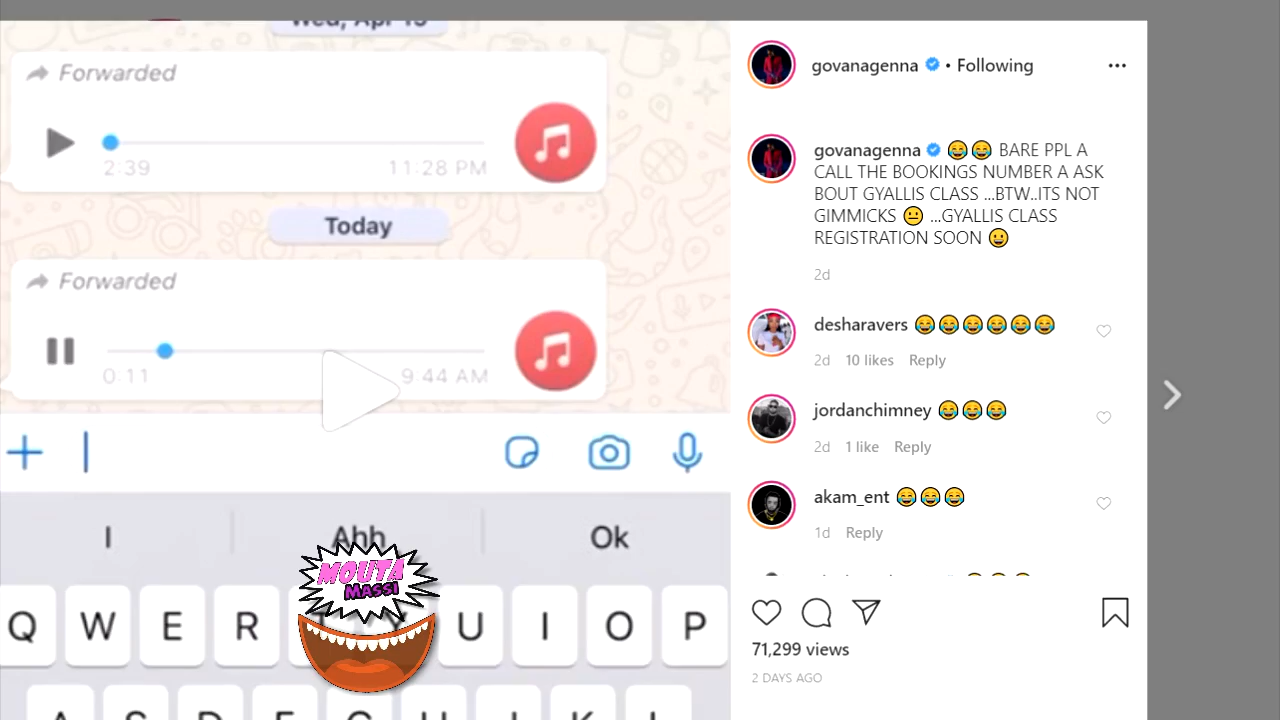 Wed, Apr 15
Forwarded
2:39 11:28 PM
Today
Forwarded
0:11 9:44 AM
I Ahh Ok
Q W E R T Y U I O P
MOUTA
MASSI
govanagenna • Following
govanagenna 😂😂 BARE PPL A
CALL THE BOOKINGS NUMBER A ASK
BOUT GYALLIS CLASS ...BTW..ITS NOT
GIMMICKS 😐 ...GYALLIS CLASS
REGISTRATION SOON 😀
2d
desharavers 😂😂😂😂😂😂
2d 10 likes Reply
jordanchimney 😂😂😂
2d 1 like Reply
akam_ent 😂😂😂
1d Reply
71,299 views
2 DAYS AGO